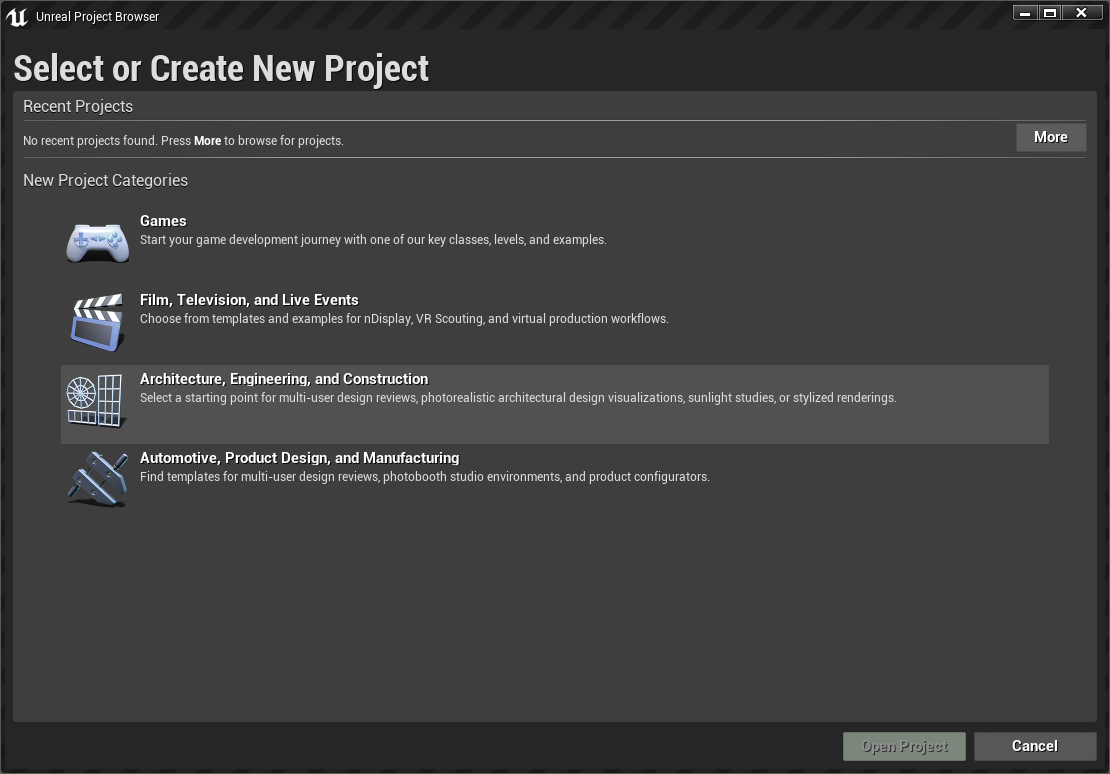 Unreal Project Browser
Select or Create New Project
Recent Projects
No recent projects found. Press More to browse for projects.
More
New Project Categories
Games
Start your game development journey with one of our key classes, levels, and examples.
Film, Television, and Live Events
Choose from templates and examples for nDisplay, VR Scouting, and virtual production workflows.
Architecture, Engineering, and Construction
Select a starting point for multi-user design reviews, photorealistic architectural design visualizations, sunlight studies, or stylized renderings.
Automotive, Product Design, and Manufacturing
Find templates for multi-user design reviews, photobooth studio environments, and product configurators.
Open Project
Cancel